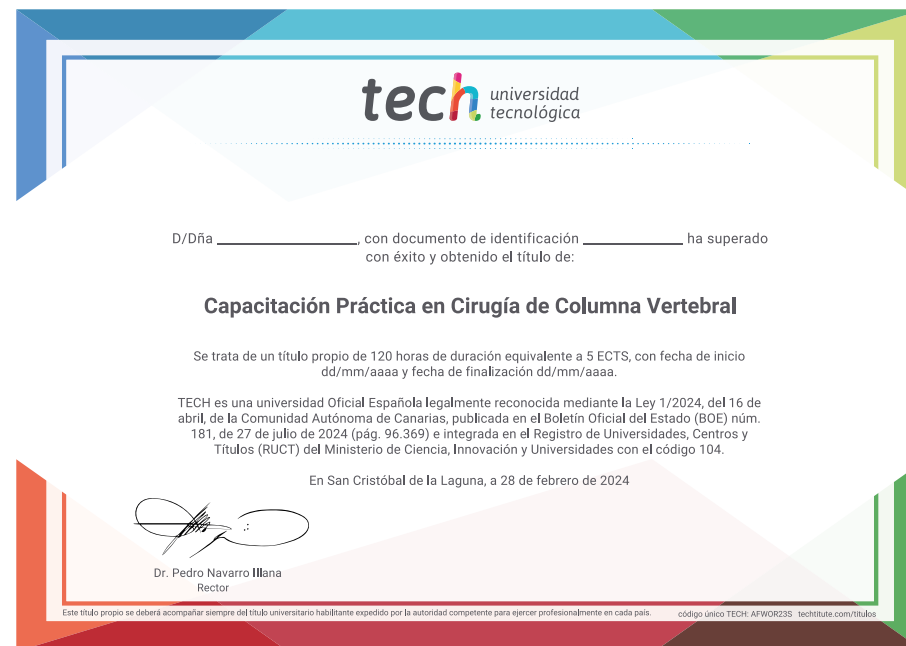 tech universidad
tecnológica
D/Dña ____________, con documento de identificación ____________ ha superado
con éxito y obtenido el título de:
Capacitación Práctica en Cirugía de Columna Vertebral
Se trata de un título propio de 120 horas de duración equivalente a 5 ECTS, con fecha de inicio
dd/mm/aaaa y fecha de finalización dd/mm/aaaa.
TECH es una universidad Oficial Española legalmente reconocida mediante la Ley 1/2024, del 16 de
abril, de la Comunidad Autónoma de Canarias, publicada en el Boletín Oficial del Estado (BOE) núm.
181, de 27 de julio de 2024 (pág. 96.369) e integrada en el Registro de Universidades, Centros y
Títulos (RUCT) del Ministerio de Ciencia, Innovación y Universidades con el código 104.
En San Cristóbal de la Laguna, a 28 de febrero de 2024
Dr. Pedro Navarro Illana
Rector
Este título propio se deberá acompañar siempre del título universitario habilitante expedido por la autoridad competente para ejercer profesionalmente en cada país.
código único TECH: AFWOR23S techtitute.com/titulos